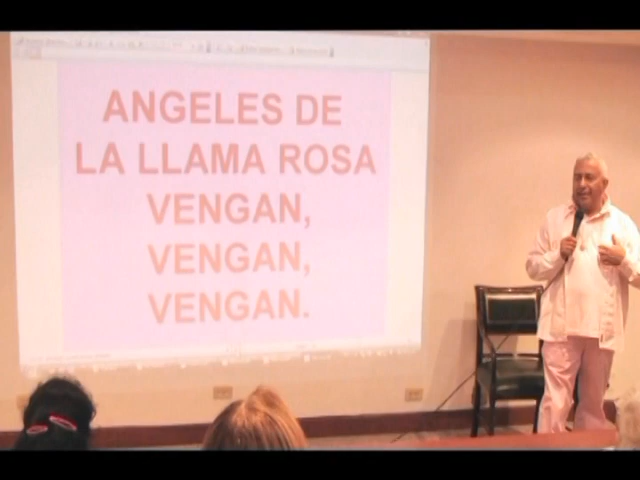 ANGELES DE
LA LLAMA ROSA
VENGAN,
VENGAN,
VENGAN.